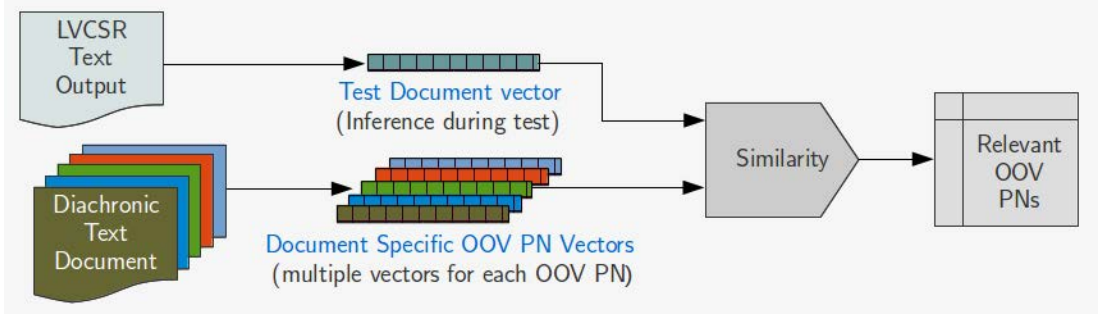 LVCSR
Text
Output
Test Document vector
(Inference during test)
Diachronic
Text
Document
Document Specific OOV PN Vectors
(multiple vectors for each OOV PN)
Similarity
Relevant
OOV
PNs